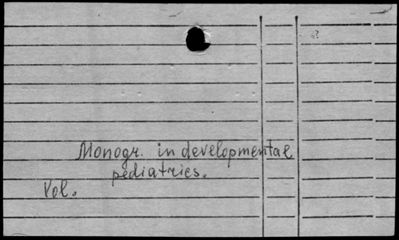 Monogr. in developmental
pediatrics.
Vol.